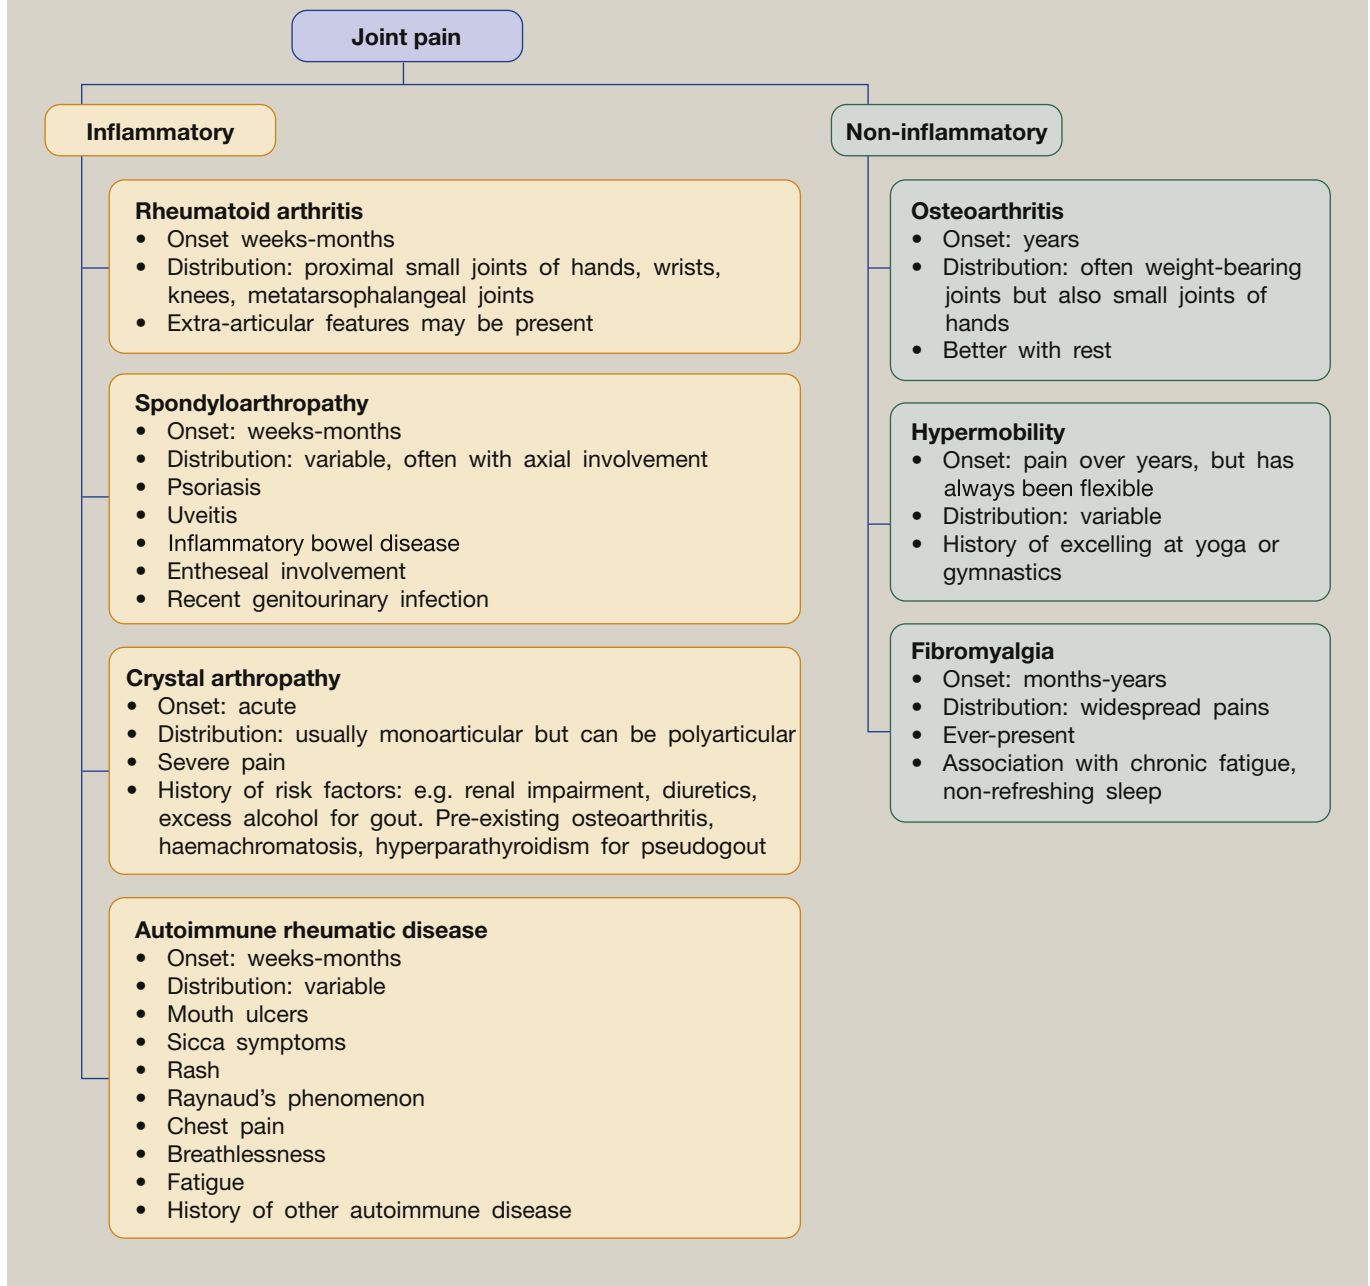 Joint pain
Inflammatory
Rheumatoid arthritis
• Onset weeks-months
• Distribution: proximal small joints of hands, wrists,
knees, metatarsophalangeal joints
• Extra-articular features may be present
Spondyloarthropathy
• Onset: weeks-months
• Distribution: variable, often with axial involvement
• Psoriasis
• Uveitis
• Inflammatory bowel disease
• Entheseal involvement
• Recent genitourinary infection
Crystal arthropathy
• Onset: acute
• Distribution: usually monoarticular but can be polyarticular
• Severe pain
• History of risk factors: e.g. renal impairment, diuretics,
excess alcohol for gout. Pre-existing osteoarthritis,
haemachromatosis, hyperparathyroidism for pseudogout
Autoimmune rheumatic disease
• Onset: weeks-months
• Distribution: variable
• Mouth ulcers
• Sicca symptoms
• Rash
• Raynaud's phenomenon
• Chest pain
• Breathlessness
• Fatigue
• History of other autoimmune disease
Non-inflammatory
Osteoarthritis
• Onset: years
• Distribution: often weight-bearing
joints but also small joints of
hands
• Better with rest
Hypermobility
• Onset: pain over years, but has
always been flexible
• Distribution: variable
• History of excelling at yoga or
gymnastics
Fibromyalgia
• Onset: months-years
• Distribution: widespread pains
• Ever-present
• Association with chronic fatigue,
non-refreshing sleep